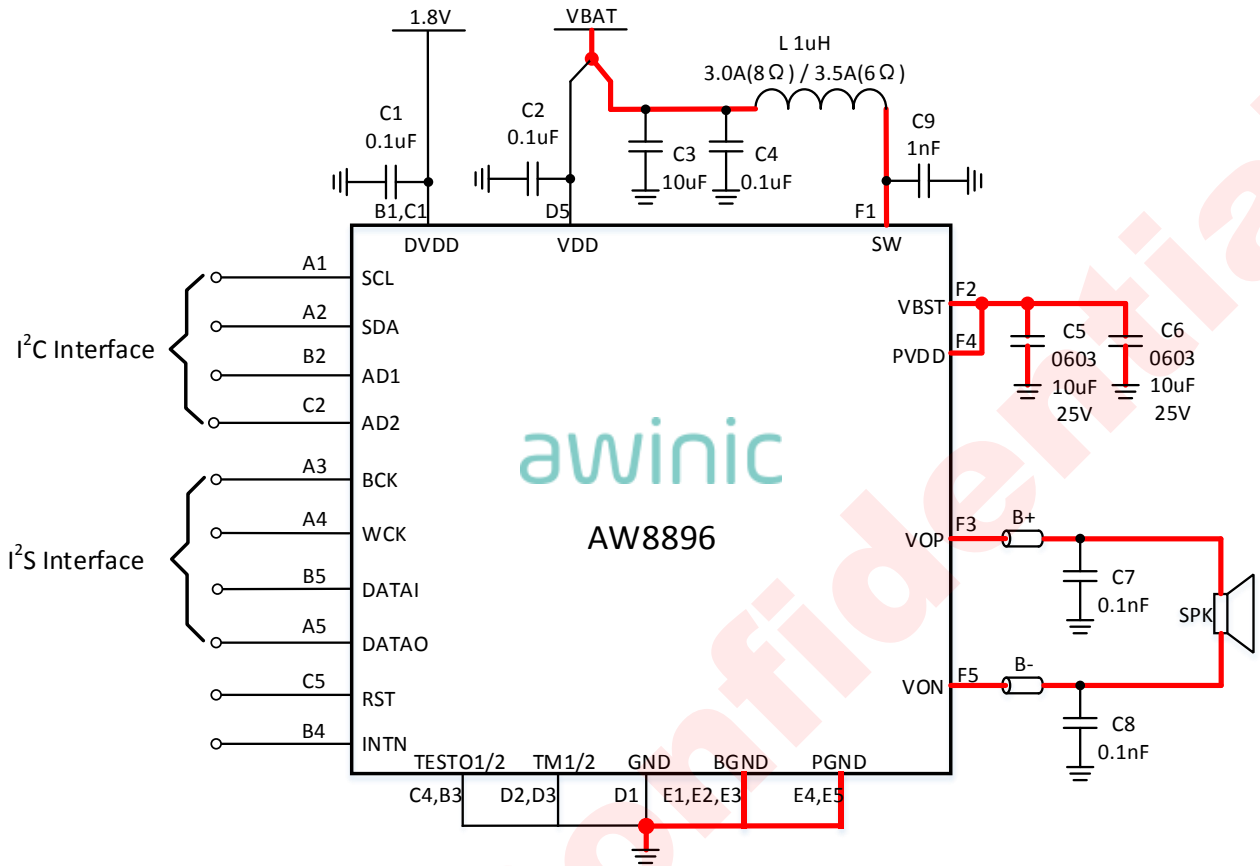 1.8V
VBAT
L 1uH
3.0A(8Ω) / 3.5A(6Ω)
C1
0.1uF
C2
0.1uF
C3
10uF
C4
0.1uF
C9
1nF
B1,C1
D5
F1
DVDD
VDD
SW
I²C Interface
A1
SCL
A2
SDA
B2
AD1
C2
AD2
I²S Interface
A3
BCK
A4
WCK
B5
DATAI
A5
DATAO
C5
RST
B4
INTN
awinic
AW8896
VBST
F2
PVDD
F4
C5
0603
10uF
25V
C6
0603
10uF
25V
VOP
F3
B+
C7
0.1nF
SPK
VON
F5
B-
C8
0.1nF
TESTO1/2
TM1/2
GND
BGND
PGND
C4,B3
D2,D3
D1
E1,E2,E3
E4,E5
onfidential